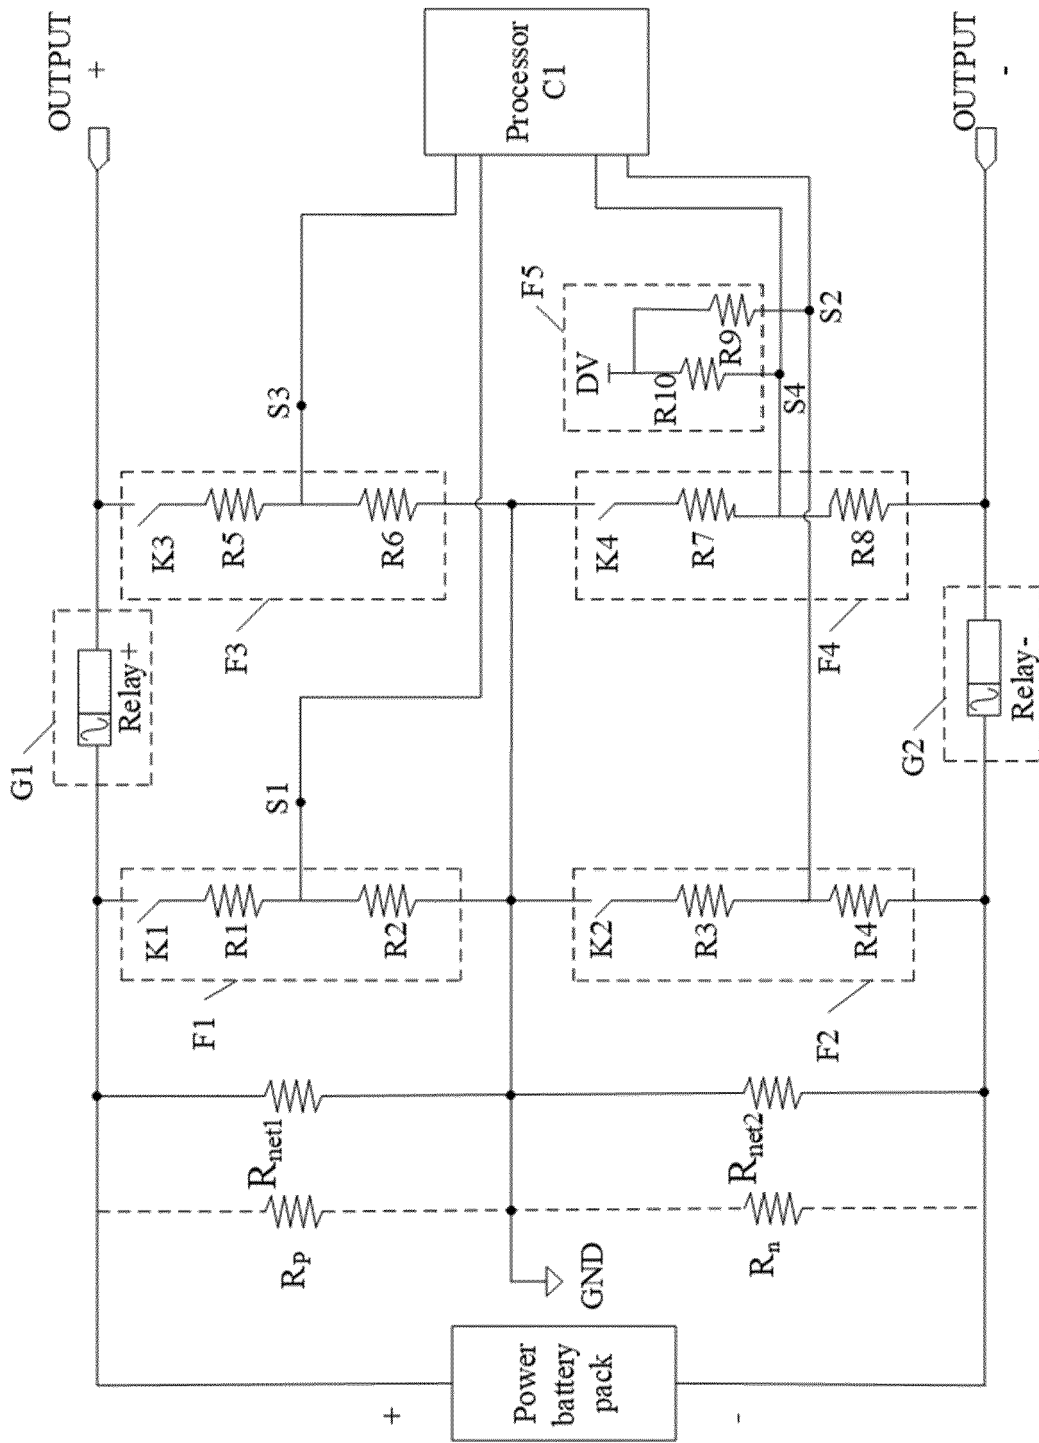 OUTPUT
+
Processor
C1
OUTPUT
-
S3
F5
DV
R10
R9
S4
S2
K3
R5
R6
F3
K4
R7
R8
F4
G1
Relay+
G2
Relay-
S1
K1
R1
R2
F1
K2
R3
R4
F2
Rnet1
Rnet2
Rp
Rn
GND
+
Power
battery
pack
-